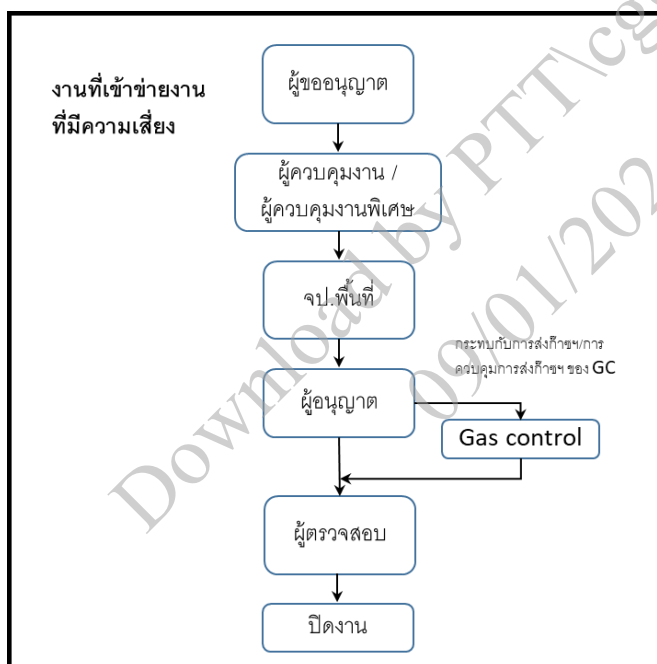 งานที่เข้าข่ายงาน
ที่มีความเสี่ยง
ผู้ขออนุญาต
ผู้ควบคุมงาน /
ผู้ควบคุมงานพิเศษ
จป.พื้นที่
กระทบกับการส่งก๊าซฯ/การ
ควบคุมการส่งก๊าซฯ ของ GC
ผู้อนุญาต
Gas control
ผู้ตรวจสอบ
ปิดงาน
Download by PTT\cg
09/01/202